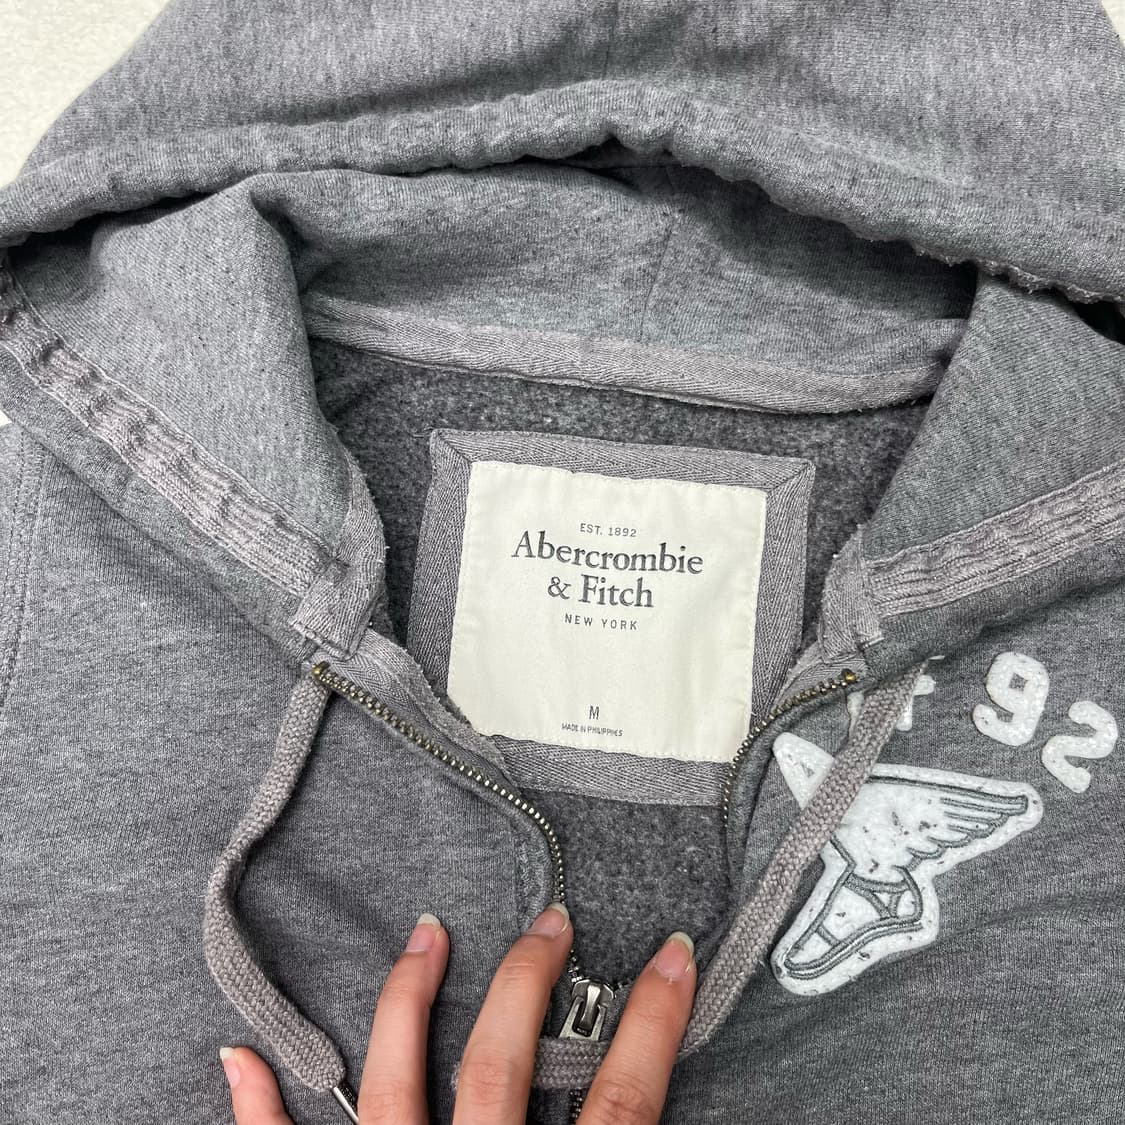 EST. 1892
Abercrombie
& Fitch
NEW YORK
M
MADE IN PHILIPPINES
92